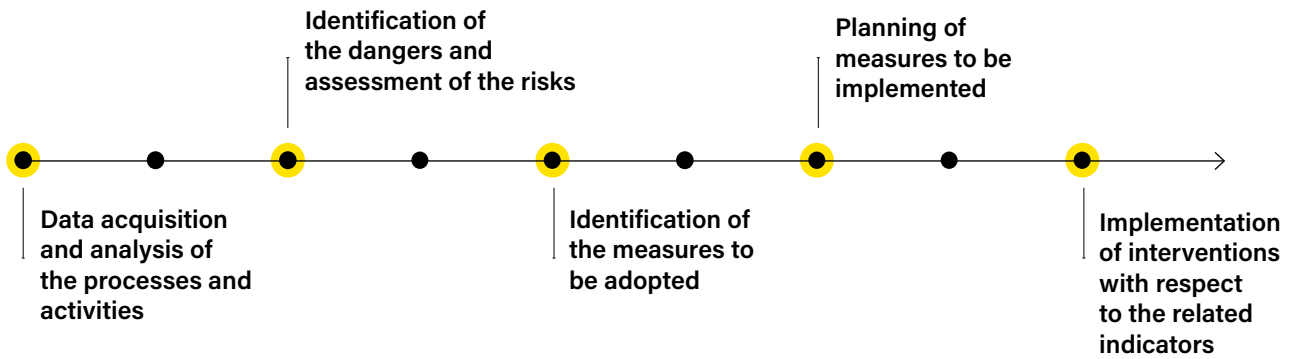 Identification of
the dangers and
assessment of the risks
Planning of
measures to be
implemented
Data acquisition
and analysis of
the processes and
activities
Identification of
the measures to
be adopted
Implementation
of interventions
with respect
to the related
indicators